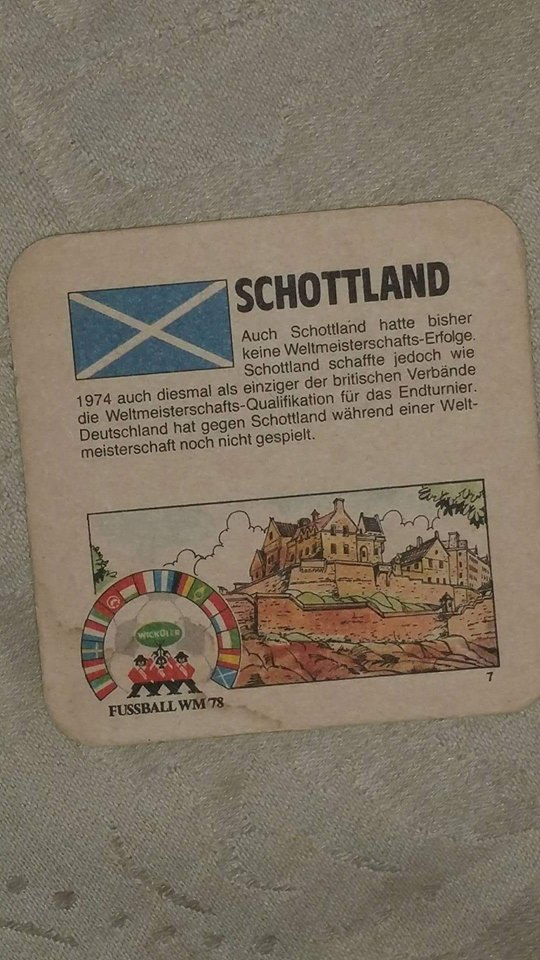 SCHOTTLAND
Auch Schottland hatte bisher
keine Weltmeisterschafts-Erfolge.
Schottland schaffte jedoch wie
1974 auch diesmal als einziger der britischen Verbände
die Weltmeisterschafts-Qualifikation für das Endturnier.
Deutschland hat gegen Schottland während einer Welt-
meisterschaft noch nicht gespielt.
WICKÜLER
FUSSBALL WM '78
7